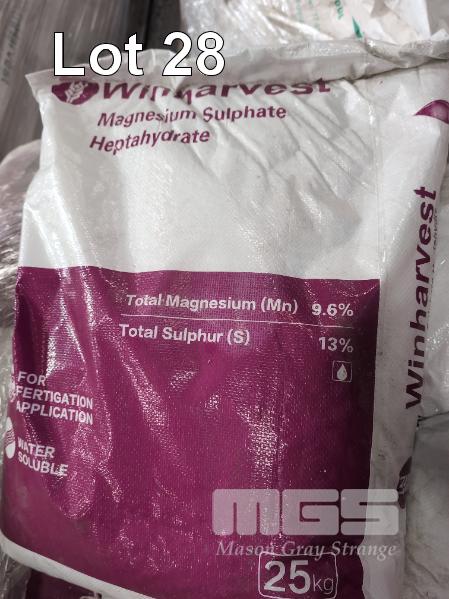 Lot 28
Winharvest
Magnesium Sulphate
Heptahydrate
Total Magnesium (Mn) 9.6%
Total Sulphur (S) 13%
FOR
FERTIGATION
APPLICATION
WATER
SOLUBLE
Winharvest
MGS
Mason Gray Strange
25kg